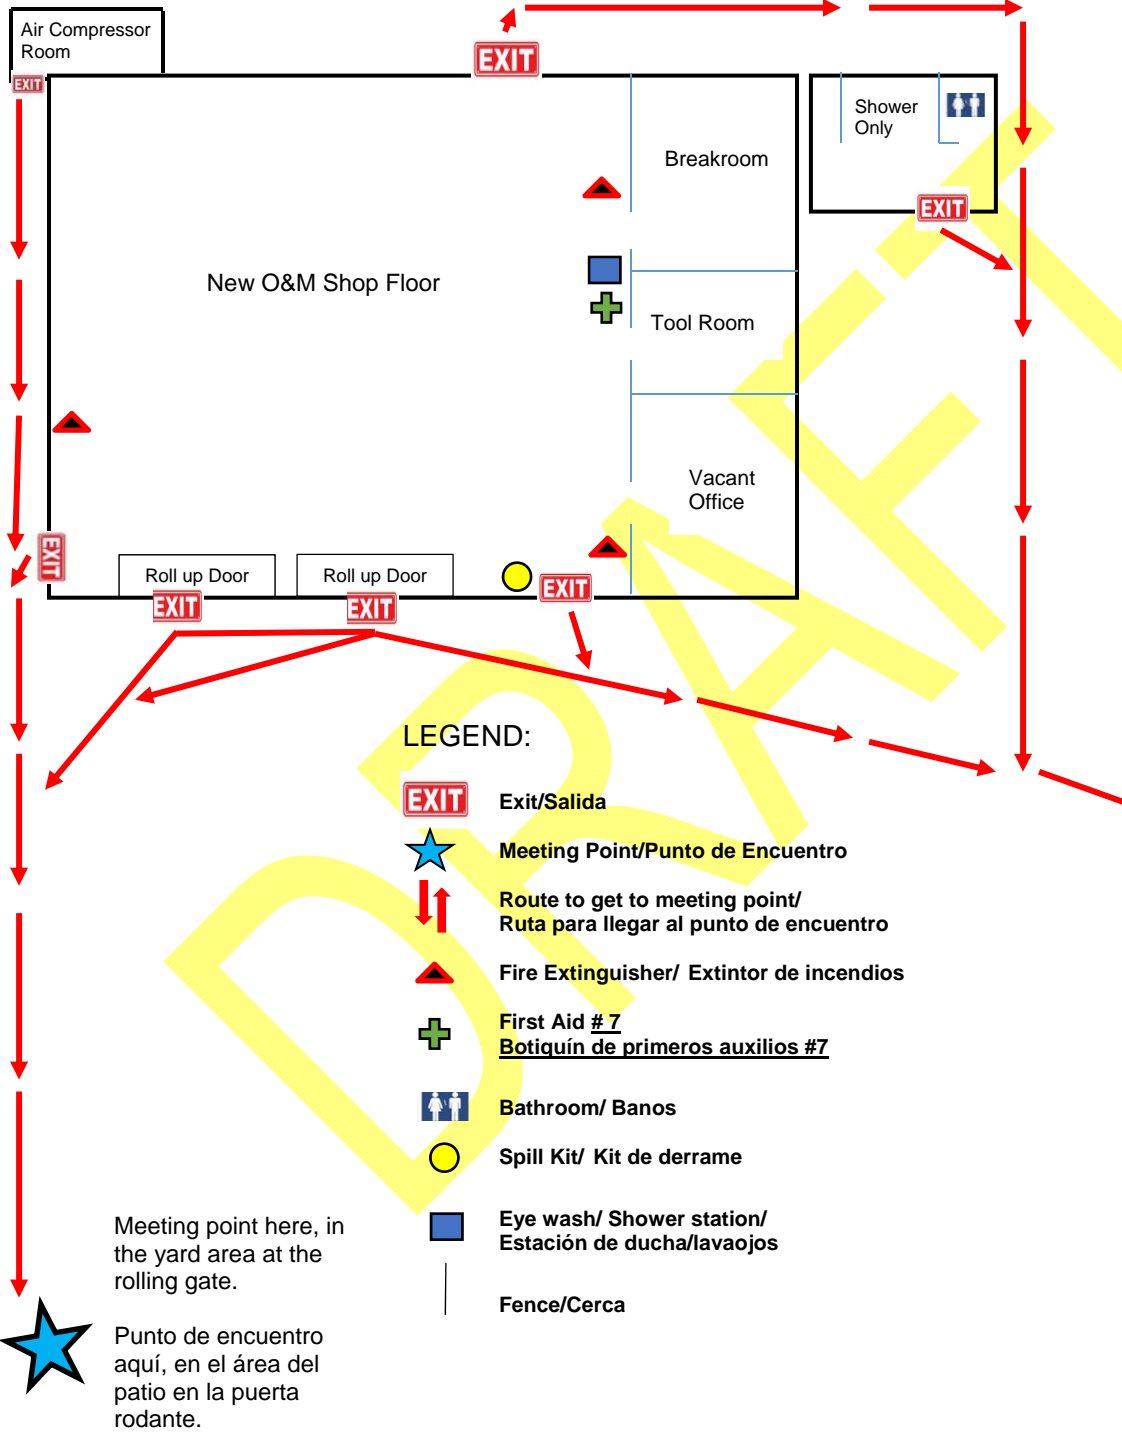 Air Compressor
Room
EXIT
EXIT
Shower
Only
Breakroom
EXIT
New O&M Shop Floor
Tool Room
Vacant
Office
EXIT
Roll up Door
Roll up Door
EXIT
EXIT
EXIT
LEGEND:
EXIT
Exit/Salida
Meeting Point/Punto de Encuentro
Route to get to meeting point/
Ruta para llegar al punto de encuentro
Fire Extinguisher/ Extintor de incendios
First Aid # 7
Botiquín de primeros auxilios #7
Bathroom/ Banos
Spill Kit/ Kit de derrame
Eye wash/ Shower station/
Estación de ducha/lavaojos
Fence/Cerca
Meeting point here, in
the yard area at the
rolling gate.
Punto de encuentro
aquí, en el área del
patio en la puerta
rodante.
DRAFT